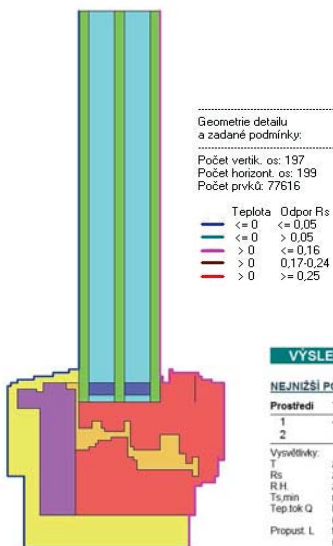 Geometrie detailu
a zadané podmínky:
Počet vertik. os: 197
Počet horizont. os: 199
Počet prvků: 77616
Teplota Odpor Rs
<= 0 <= 0,05
<= 0 > 0,05
> 0 <= 0,16
> 0 0,17-0,24
> 0 >= 0,25
VÝSLE
NEJNIŽŠÍ PO
Prostředí
1
2
Vysvětlivky:
T
Rs
R.H.
Ts,min
Tep.tok Q
Propust. L